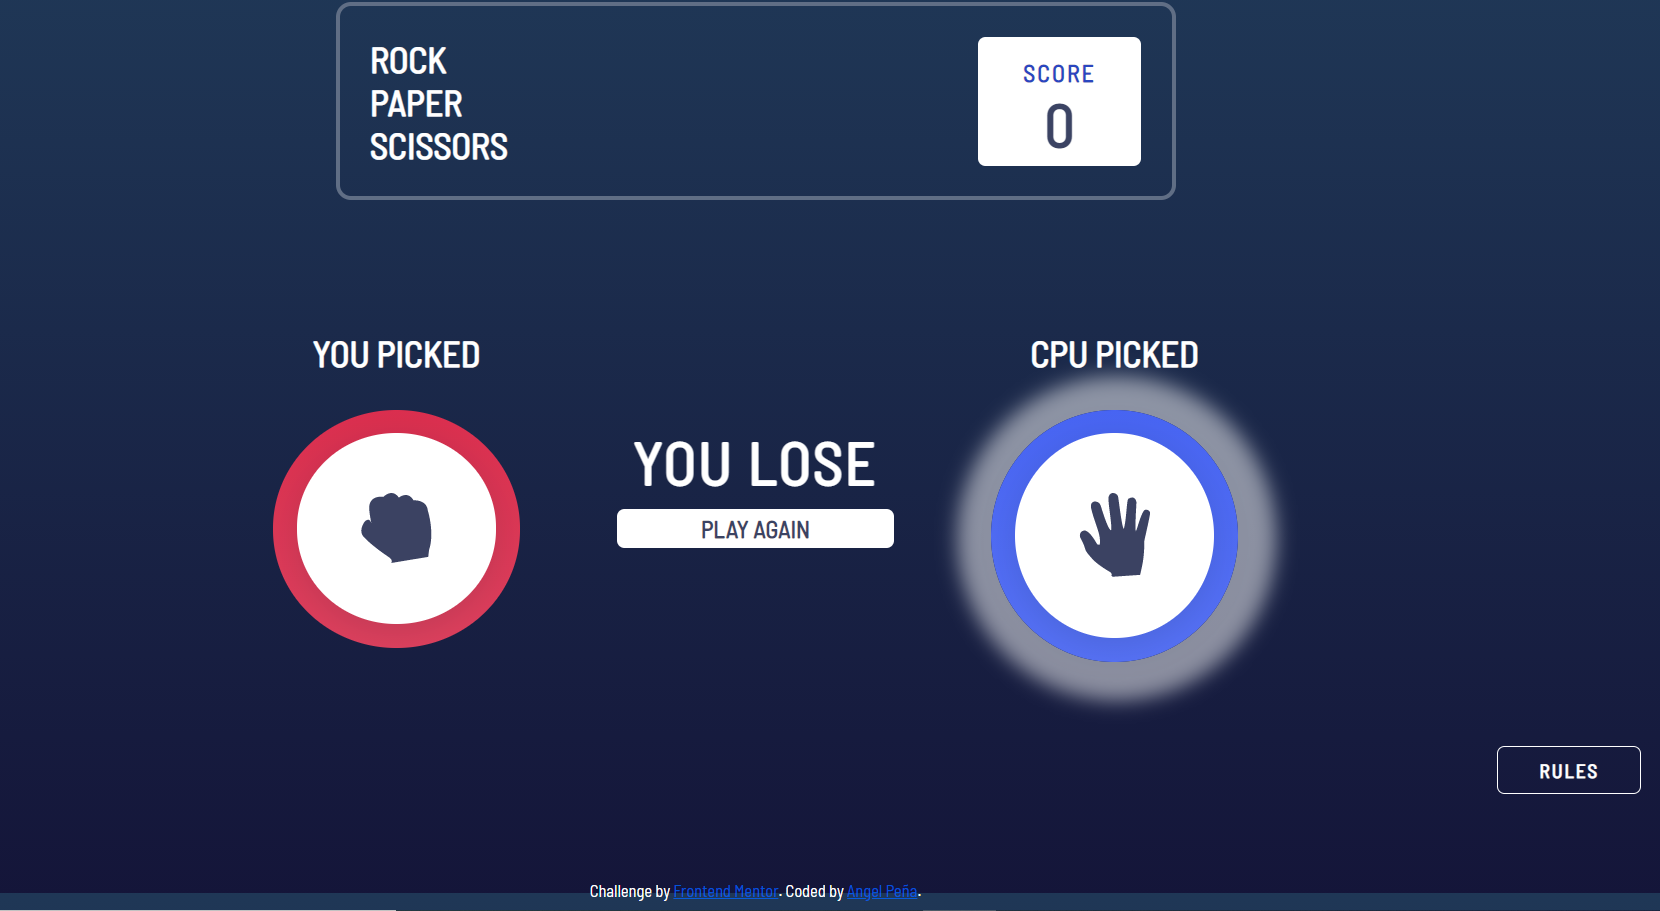 ROCK
PAPER
SCISSORS
SCORE
0
YOU PICKED
CPU PICKED
YOU LOSE
PLAY AGAIN
RULES
Challenge by Frontend Mentor. Coded by Angel Peña.